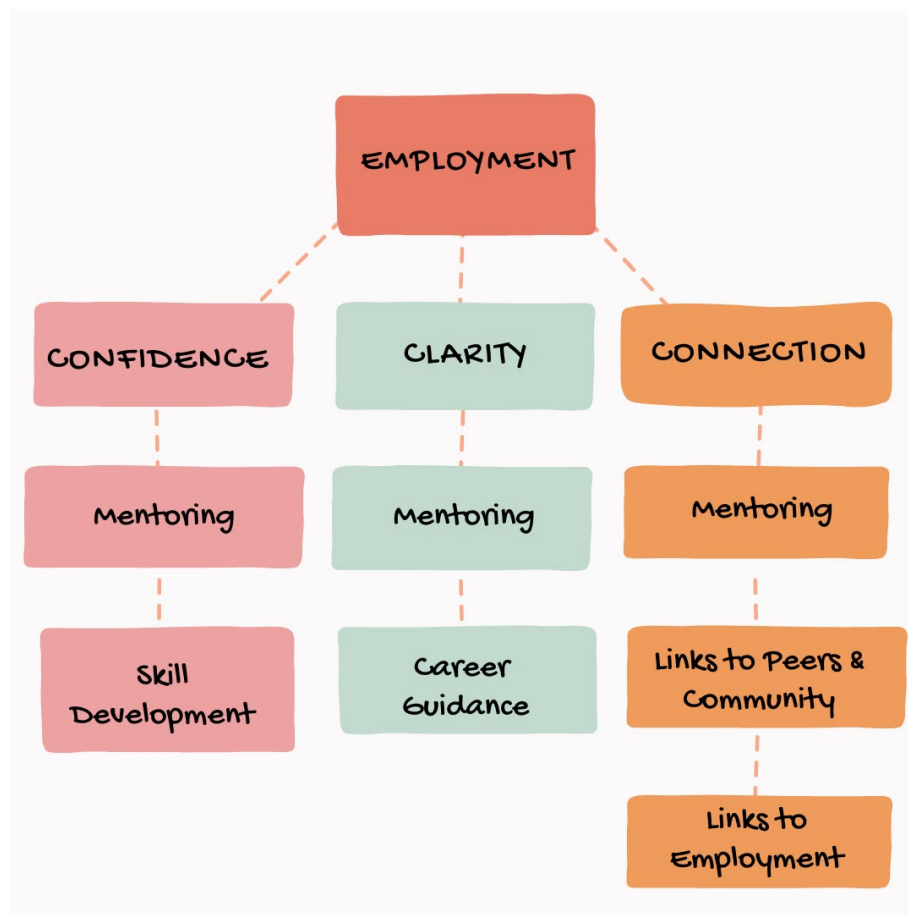 EMPLOYMENT
CONFIDENCE
CLARITY
CONNECTION
Mentoring
Mentoring
Mentoring
Skill
Development
Career
Guidance
Links to Peers &
Community
Links to
Employment